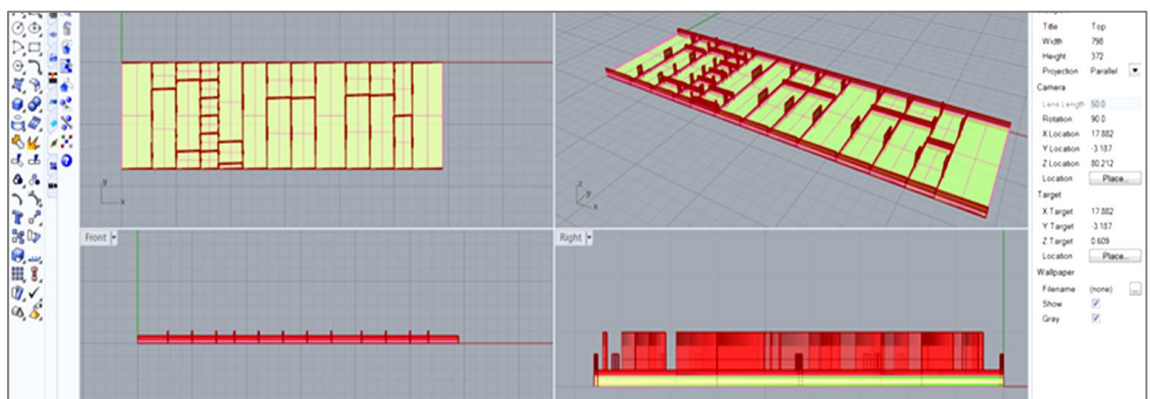 Title Top
Width 798
Height 372
Projection Parallel
Camera
Lens Length 50.0
Rotation 90.0
X Location 17.882
Y Location -3.187
Z Location 80.212
Location Place...
Target
X Target 17.882
Y Target -3.187
Z Target 0.609
Location Place...
Wallpaper
Filename (none) ...
Show
Gray
y
x
z
y
x
Front
Right